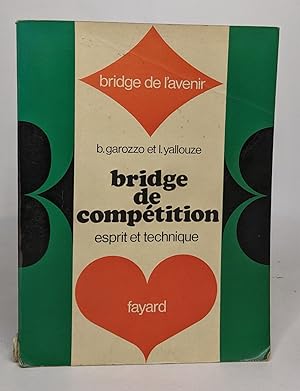 bridge de l'avenir
b. garozzo et l. yallouze
bridge
de
compétition
esprit et technique
fayard